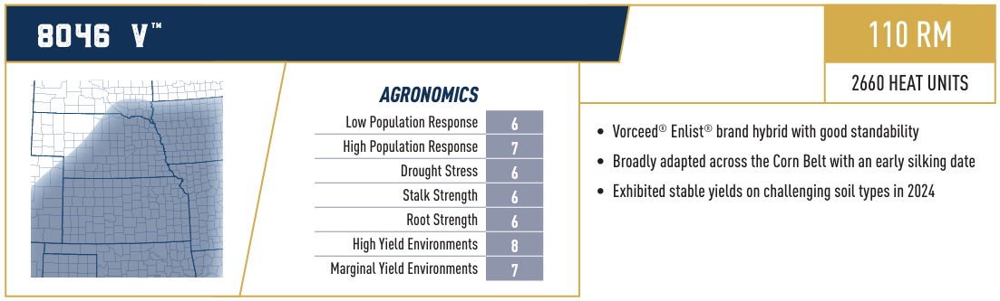 8046 V™
110 RM
2660 HEAT UNITS
AGRONOMICS
Low Population Response 6
High Population Response 7
Drought Stress 6
Stalk Strength 6
Root Strength 6
High Yield Environments 8
Marginal Yield Environments 7
• Vorceed® Enlist® brand hybrid with good standability
• Broadly adapted across the Corn Belt with an early silking date
• Exhibited stable yields on challenging soil types in 2024